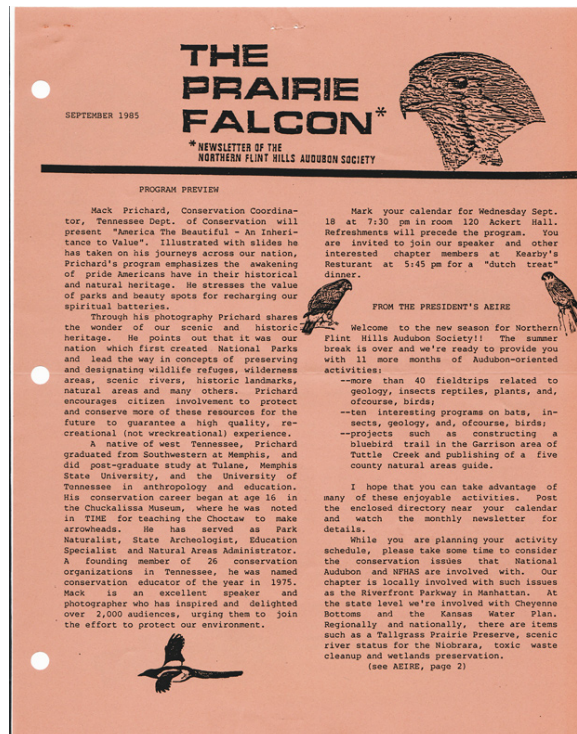 THE
PRAIRIE
FALCON*
SEPTEMBER 1985
*NEWSLETTER OF THE
NORTHERN FLINT HILLS AUDUBON SOCIETY
PROGRAM PREVIEW
Mack Prichard, Conservation Coordina-
tor, Tennessee Dept. of Conservation will
present "America The Beautiful - An Inheri-
tance to Value". Illustrated with slides he
has taken on his journeys across our nation,
Prichard's program emphasizes the awakening
of pride Americans have in their historical
and natural heritage. He stresses the value
of parks and beauty spots for recharging our
spiritual batteries.
Through his photography Prichard shares
the wonder of our scenic and historic
heritage. He points out that it was our
nation which first created National Parks
and lead the way in concepts of preserving
and designating wildlife refuges, wilderness
areas, scenic rivers, historic landmarks,
natural areas and many others. Prichard
encourages citizen involvement to protect
and conserve more of these resources for the
future to guarantee a high quality, re-
creational (not wreckreational) experience.
A native of west Tennessee, Prichard
graduated from Southwestern at Memphis, and
did post-graduate study at Tulane, Memphis
State University, and the University of
Tennessee in anthropology and education.
His conservation career began at age 16 in
the Chuckalissa Museum, where he was noted
in TIME for teaching the Choctaw to make
arrowheads. He has served as Park
Naturalist, State Archeologist, Education
Specialist and Natural Areas Administrator.
A founding member of 26 conservation
organizations in Tennessee, he was named
conservation educator of the year in 1975.
Mack is an excellent speaker and
photographer who has inspired and delighted
over 2,000 audiences, urging them to join
the effort to protect our environment.
Mark your calendar for Wednesday Sept.
18 at 7:30 pm in room 120 Ackert Hall.
Refreshments will precede the program. You
are invited to join our speaker and other
interested chapter members at Kearby's
Resturant at 5:45 pm for a "dutch treat"
dinner.
FROM THE PRESIDENT'S AEIRE
Welcome to the new season for Northern
Flint Hills Audubon Society!! The summer
break is over and we're ready to provide you
with 11 more months of Audubon-oriented
activities:
--more than 40 fieldtrips related to
geology, insects reptiles, plants, and,
ofcourse, birds;
--ten interesting programs on bats, in-
sects, geology, and, ofcourse, birds;
--projects such as constructing a
bluebird trail in the Garrison area of
Tuttle Creek and publishing of a five
county natural areas guide.
I hope that you can take advantage of
many of these enjoyable activities. Post
the enclosed directory near your calendar
and watch the monthly newsletter for
details.
While you are planning your activity
schedule, please take some time to consider
the conservation issues that National
Audubon and NFHAS are involved with. Our
chapter is locally involved with such issues
as the Riverfront Parkway in Manhattan. At
the state level we're involved with Cheyenne
Bottoms and the Kansas Water Plan.
Regionally and nationally, there are items
such as a Tallgrass Prairie Preserve, scenic
river status for the Niobrara, toxic waste
cleanup and wetlands preservation.
(see AEIRE, page 2)